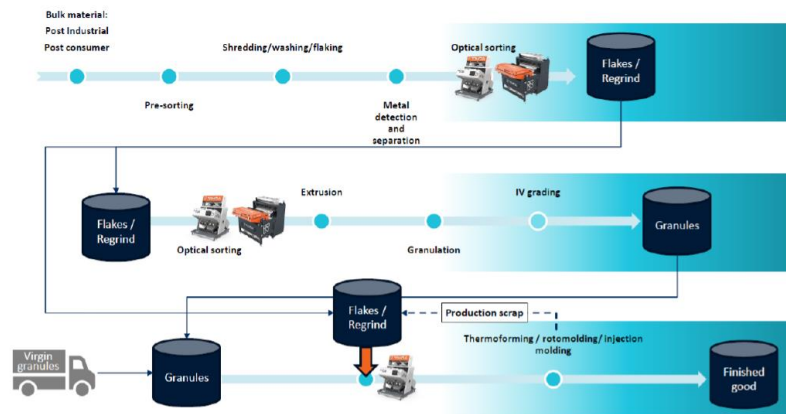 Bulk material:
Post Industrial
Post consumer
Shredding/washing/flaking
Optical sorting
Flakes /
Regrind
Pre-sorting
Metal
detection
and
separation
Flakes /
Regrind
Optical sorting
Extrusion
Granulation
IV grading
Granules
Flakes /
Regrind
Production scrap
Thermoforming / rotomolding/ injection
molding
Virgin
granules
Granules
Finished
good